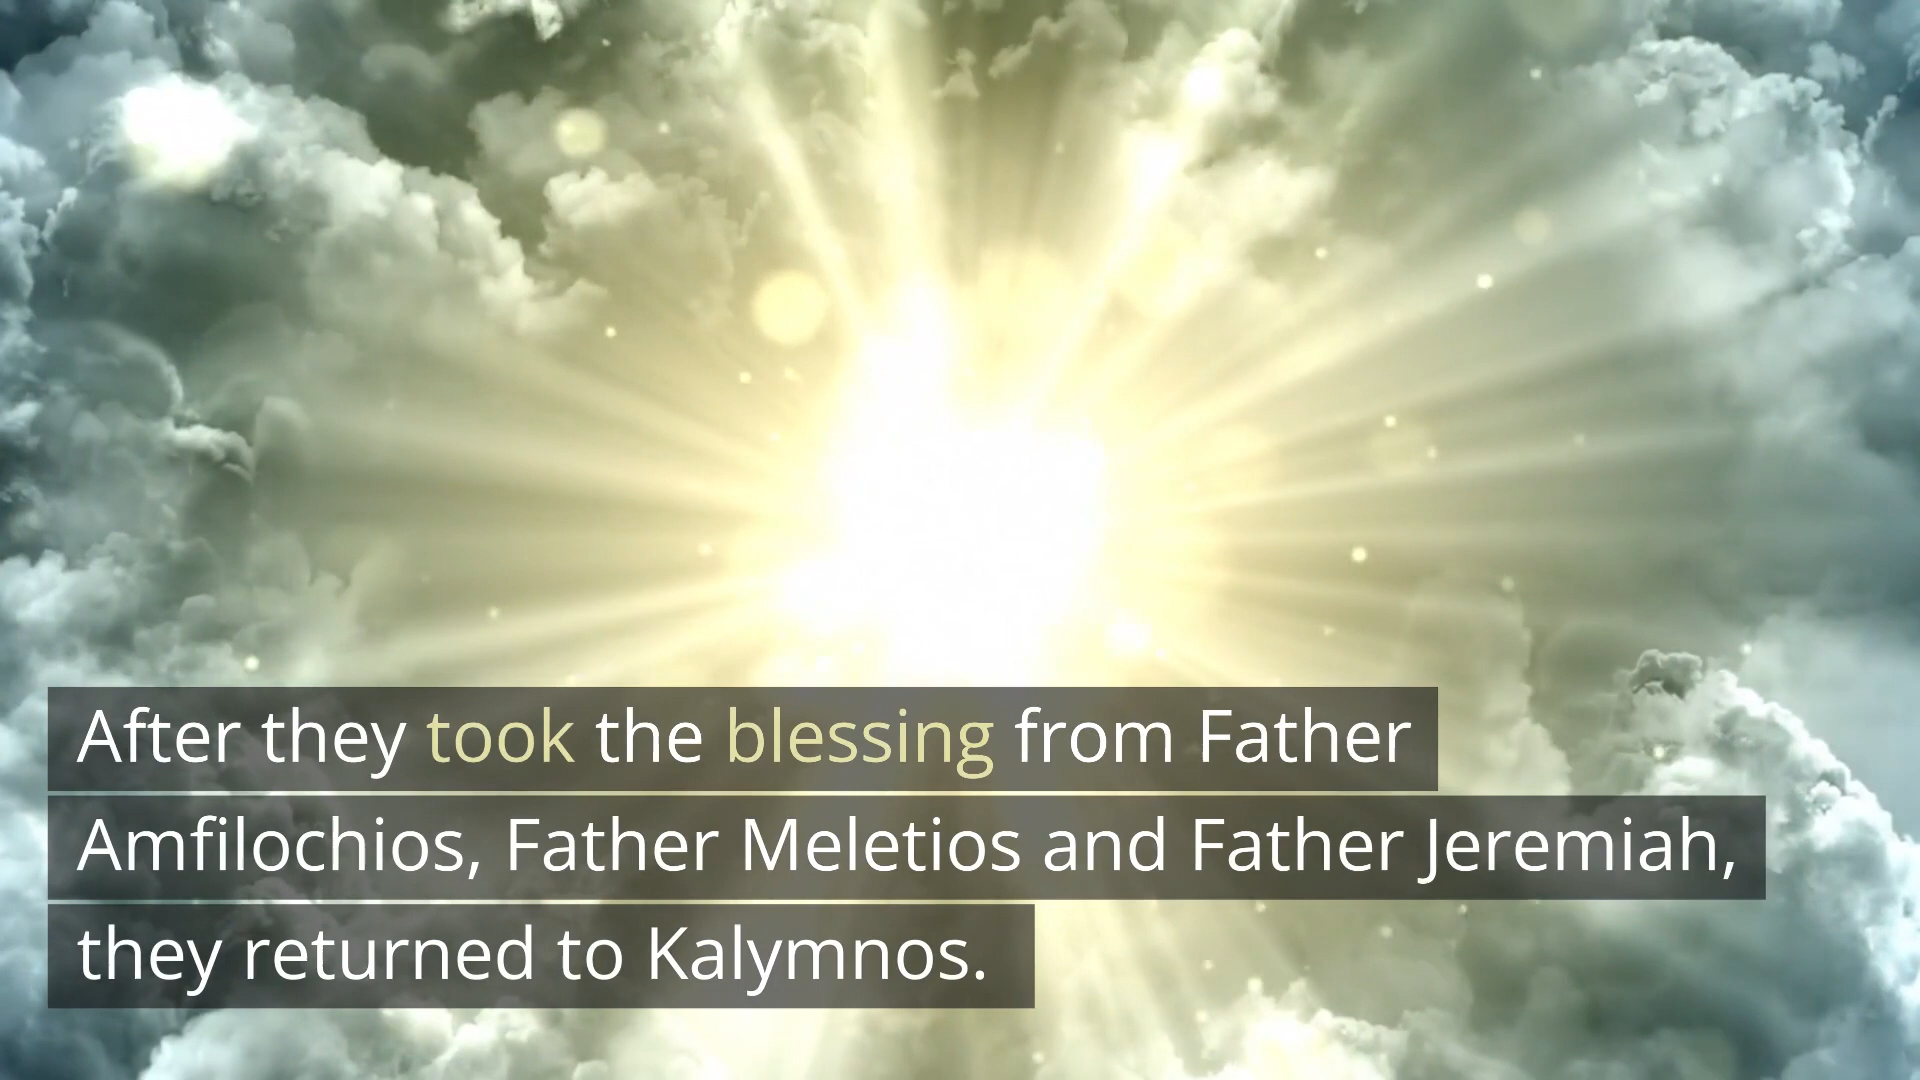 After they took the blessing from Father
Amfilochios, Father Meletios and Father Jeremiah,
they returned to Kalymnos.